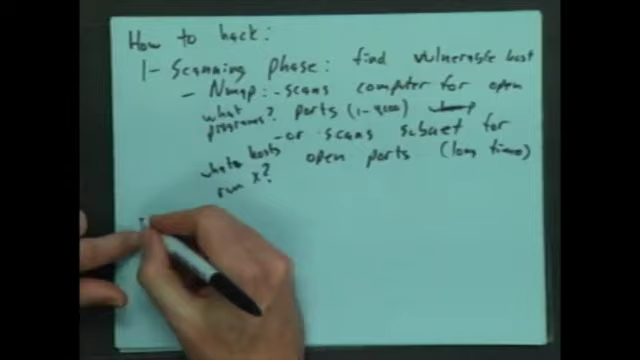 How to hack:
1- Scanning phase: find vulnerable host
- Nmap: - scans computer for open
what programs? ports (1-9000)
- or scans subnet for
what hosts run x? open ports (long time)